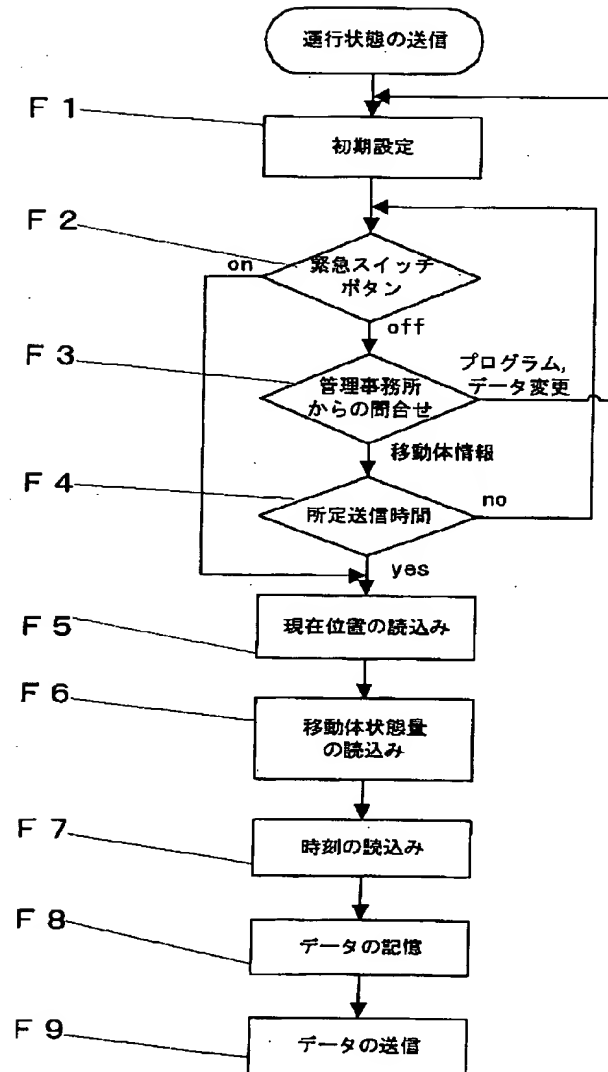 運行状態の送信
F 1
初期設定
F 2
on
緊急スイッチ
ボタン
off
F 3
管理事務所
からの問合せ
プログラム,
データ変更
移動体情報
F 4
所定送信時間
no
yes
F 5
現在位置の読込み
F 6
移動体状態量
の読込み
F 7
時刻の読込み
F 8
データの記憶
F 9
データの送信